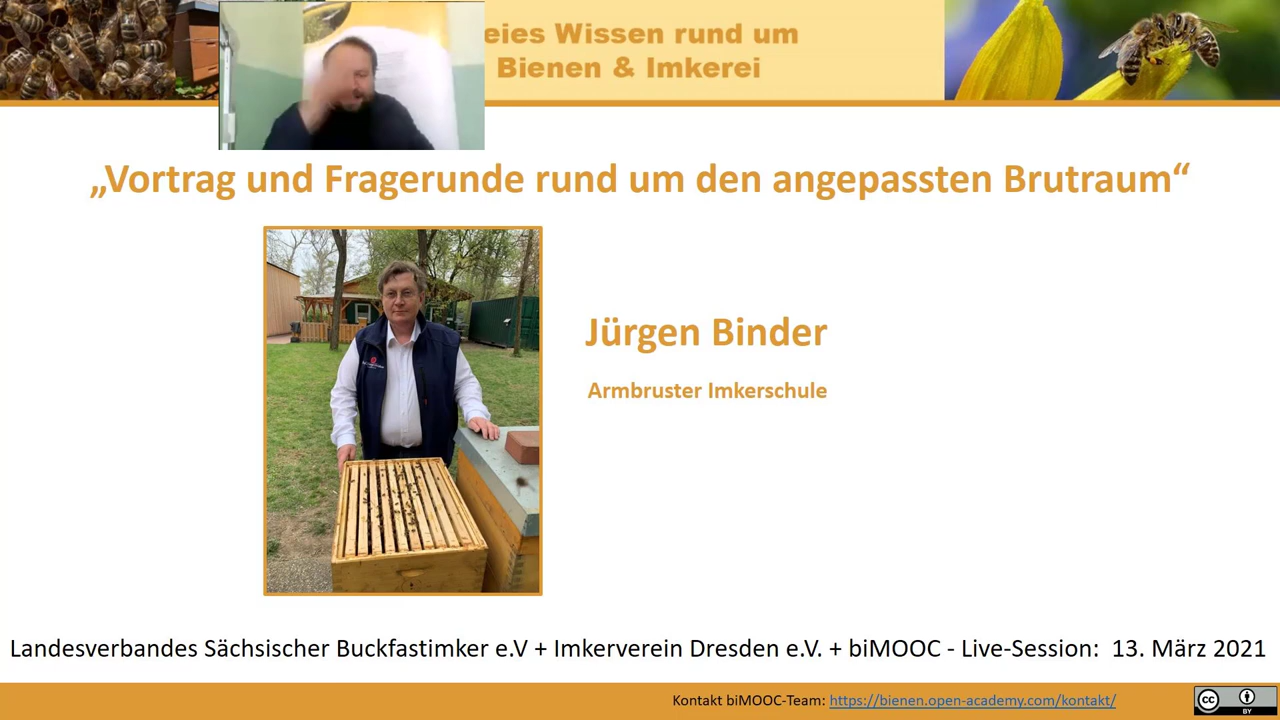 eies Wissen rund um
Bienen & Imkerei
„Vortrag und Fragerunde rund um den angepassten Brutraum“
Jürgen Binder
Armbruster Imkerschule
Landesverbandes Sächsischer Buckfastimker e.V + Imkerverein Dresden e.V. + biMOOC - Live-Session: 13. März 2021
Kontakt biMOOC-Team: https://bienen.open-academy.com/kontakt/
cc
BY